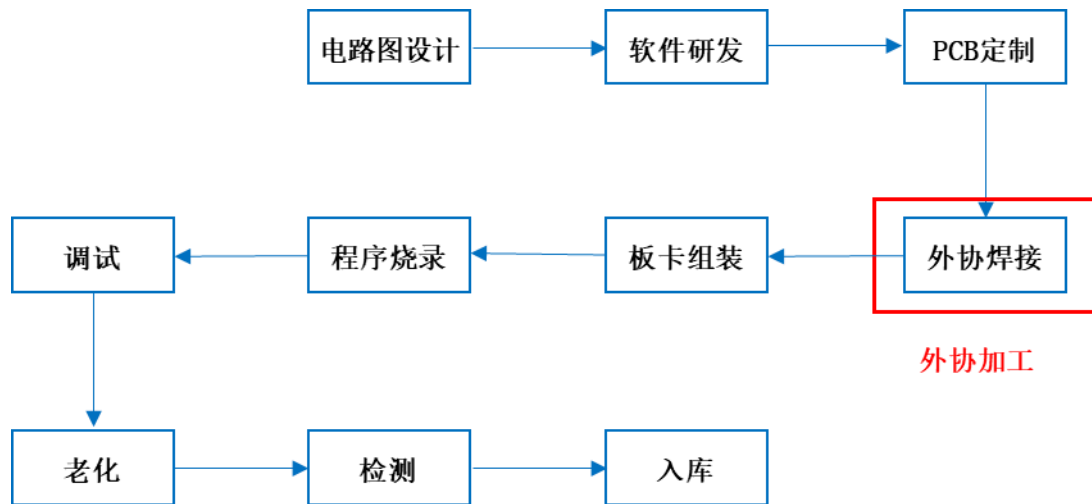 电路图设计
软件研发
PCB定制
调试
程序烧录
板卡组装
外协焊接
外协加工
老化
检测
入库